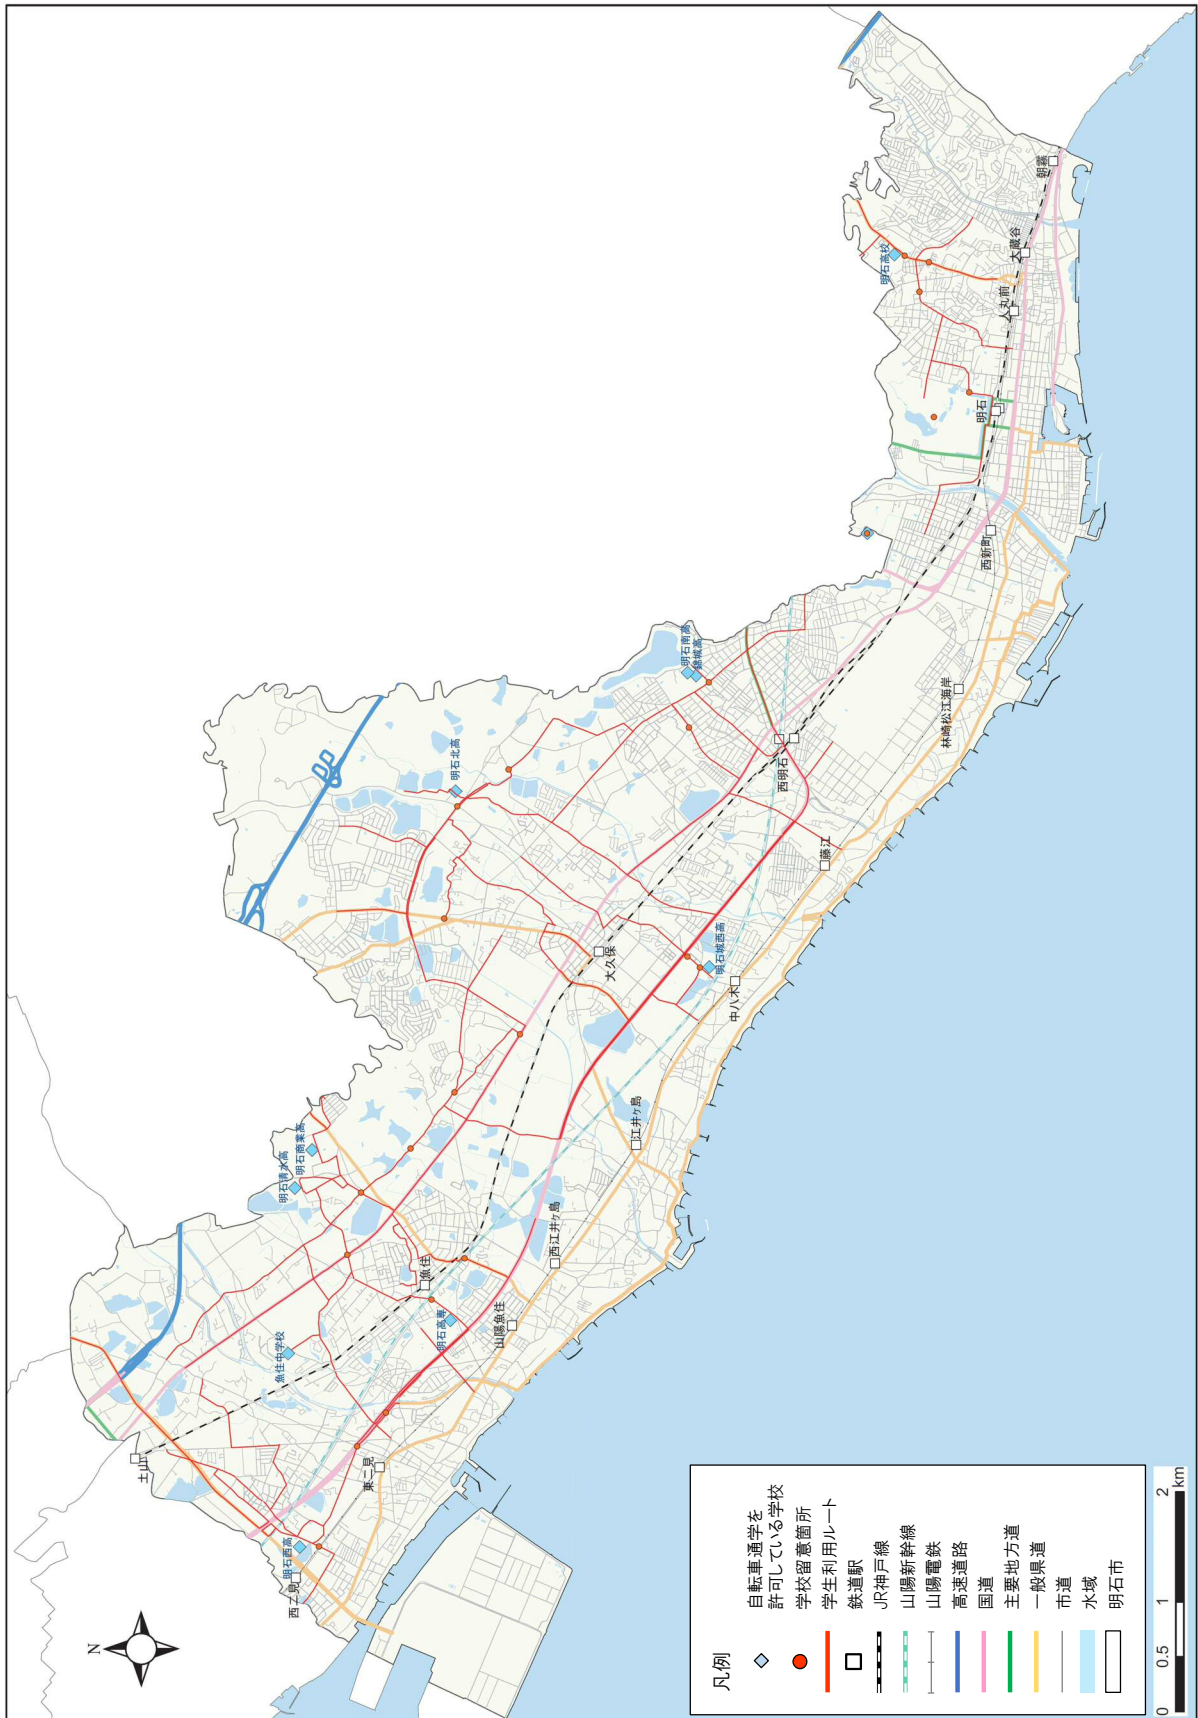 N
土山
西二見
明石西高
東二見
魚住中学校
明石高専
山陽魚住
魚住
西江井ヶ島
明石清水高
明石商業高
江井ヶ島
大久保
中八木
明石城西高
明石北高
藤江
西明石
明石南高
錦城高
林崎松江海岸
西新町
明石
人丸前
大蔵谷
朝霧
明石高校
凡例
自転車通学を
許可している学校
学校留意箇所
学生利用ルート
鉄道駅
JR神戸線
山陽新幹線
山陽電鉄
高速道路
国道
主要地方道
一般県道
市道
水域
明石市
0 0.5 1 2
km